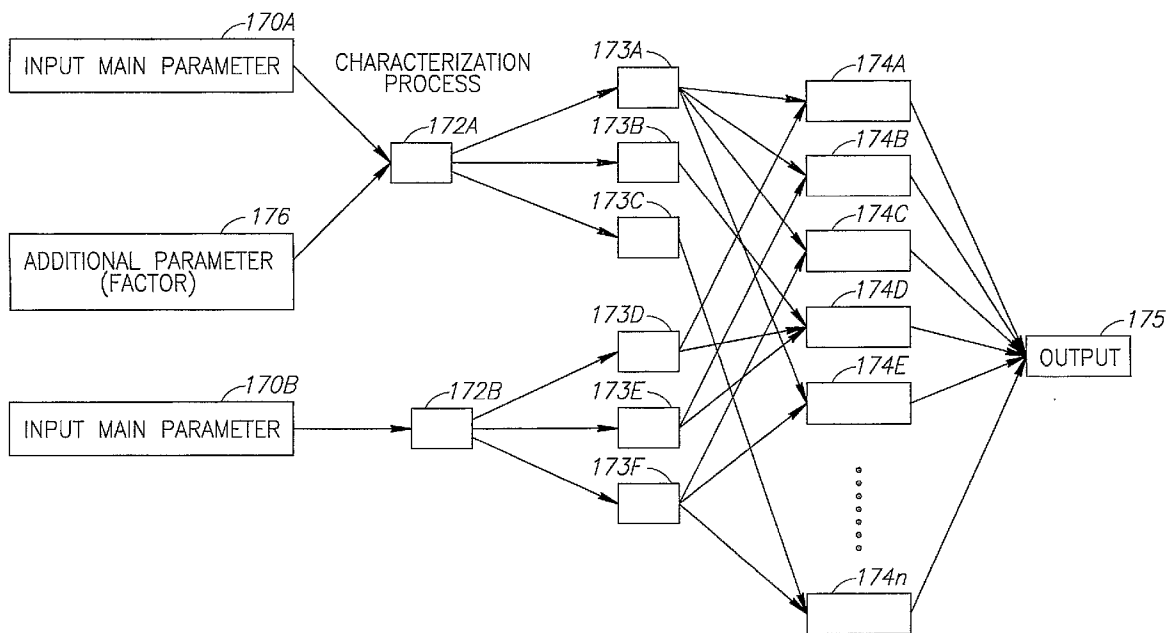 170A
INPUT MAIN PARAMETER
CHARACTERIZATION
PROCESS
172A
176
ADDITIONAL PARAMETER
(FACTOR)
170B
INPUT MAIN PARAMETER
172B
173A
173B
173C
173D
173E
173F
174A
174B
174C
174D
174E
174n
175
OUTPUT